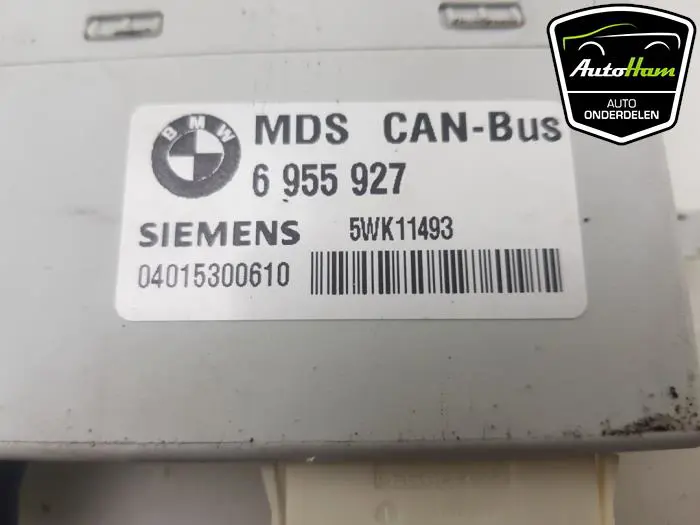 AutoHam
AUTO
ONDERDELEN
BMW
MDS CAN-Bus
6 955 927
SIEMENS 5WK11493
04015300610